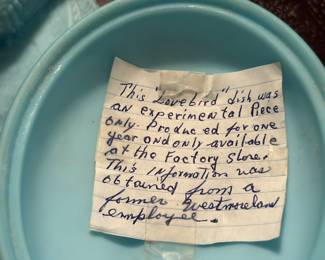 This "Lovebird" dish was
an experimental Piece
only. Produced for one
year and only available
at the Factory Store.
This information was
obtained from a
former Westmoreland
employee.